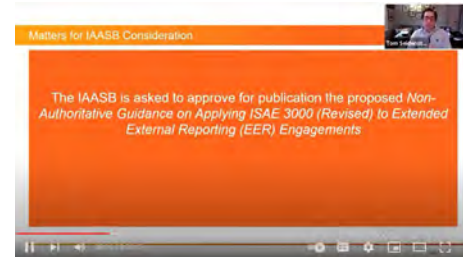 Matters for IAASB Consideration
The IAASB is asked to approve for publication the proposed Non-
Authoritative Guidance on Applying ISAE 3000 (Revised) to Extended
External Reporting (EER) Engagements